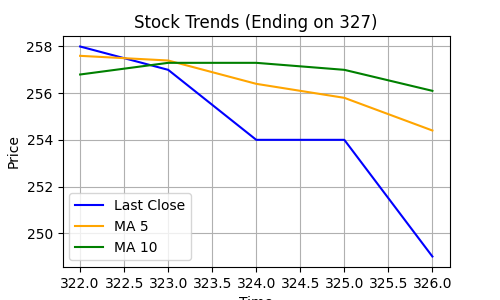 Stock Trends (Ending on 327)
Price
258
256
254
252
250
Last Close
MA 5
MA 10
322.0 322.5 323.0 323.5 324.0 324.5 325.0 325.5 326.0
Time